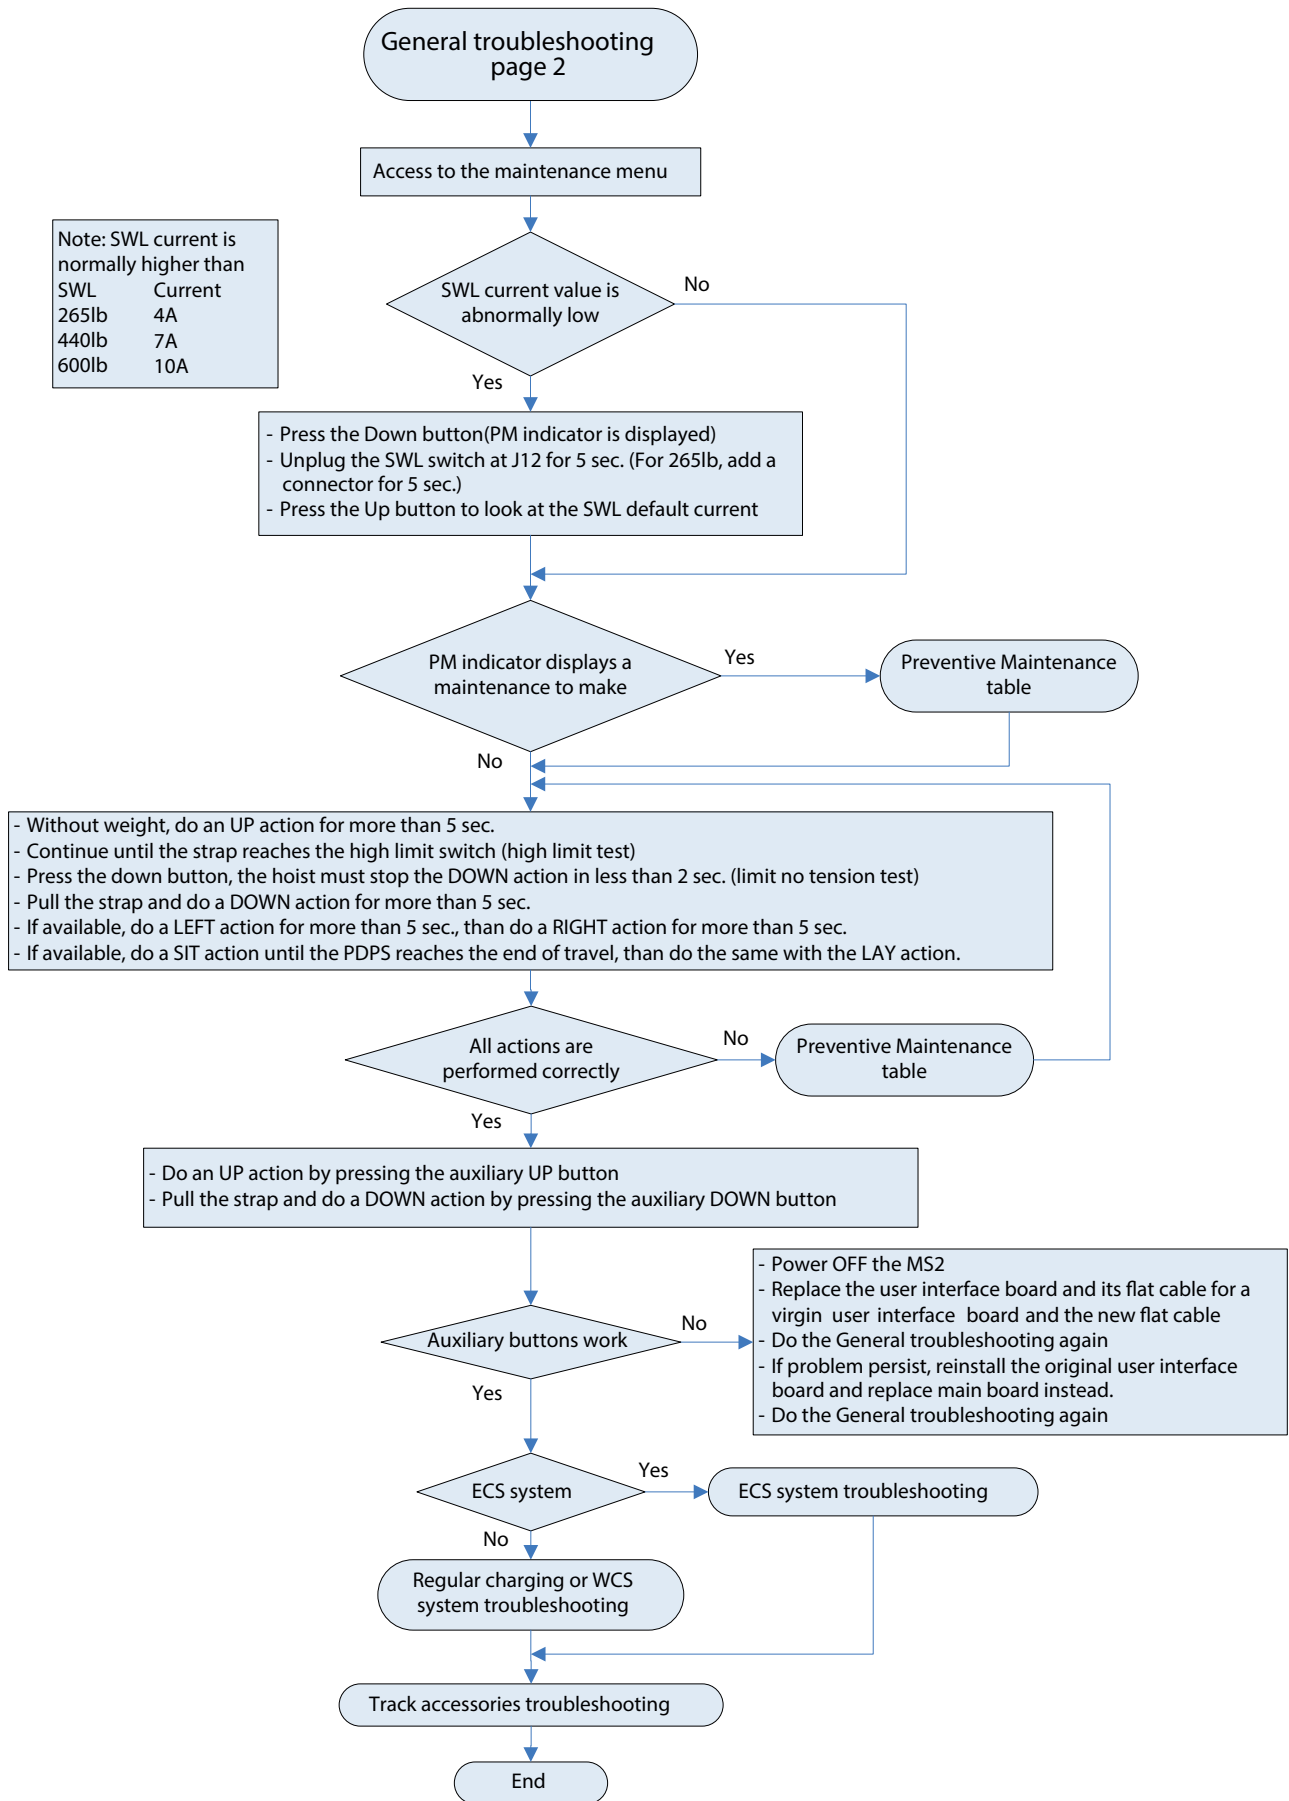 General troubleshooting
page 2
Access to the maintenance menu
Note: SWL current is
normally higher than
SWL Current
265lb 4A
440lb 7A
600lb 10A
SWL current value is
abnormally low
No
Yes
- Press the Down button(PM indicator is displayed)
- Unplug the SWL switch at J12 for 5 sec. (For 265lb, add a
connector for 5 sec.)
- Press the Up button to look at the SWL default current
PM indicator displays a
maintenance to make
Yes
Preventive Maintenance
table
No
- Without weight, do an UP action for more than 5 sec.
- Continue until the strap reaches the high limit switch (high limit test)
- Press the down button, the hoist must stop the DOWN action in less than 2 sec. (limit no tension test)
- Pull the strap and do a DOWN action for more than 5 sec.
- If available, do a LEFT action for more than 5 sec., than do a RIGHT action for more than 5 sec.
- If available, do a SIT action until the PDPS reaches the end of travel, than do the same with the LAY action.
All actions are
performed correctly
No
Preventive Maintenance
table
Yes
- Do an UP action by pressing the auxiliary UP button
- Pull the strap and do a DOWN action by pressing the auxiliary DOWN button
Auxiliary buttons work
No
- Power OFF the MS2
- Replace the user interface board and its flat cable for a
virgin user interface board and the new flat cable
- Do the General troubleshooting again
- If problem persist, reinstall the original user interface
board and replace main board instead.
- Do the General troubleshooting again
Yes
ECS system
Yes
ECS system troubleshooting
No
Regular charging or WCS
system troubleshooting
Track accessories troubleshooting
End